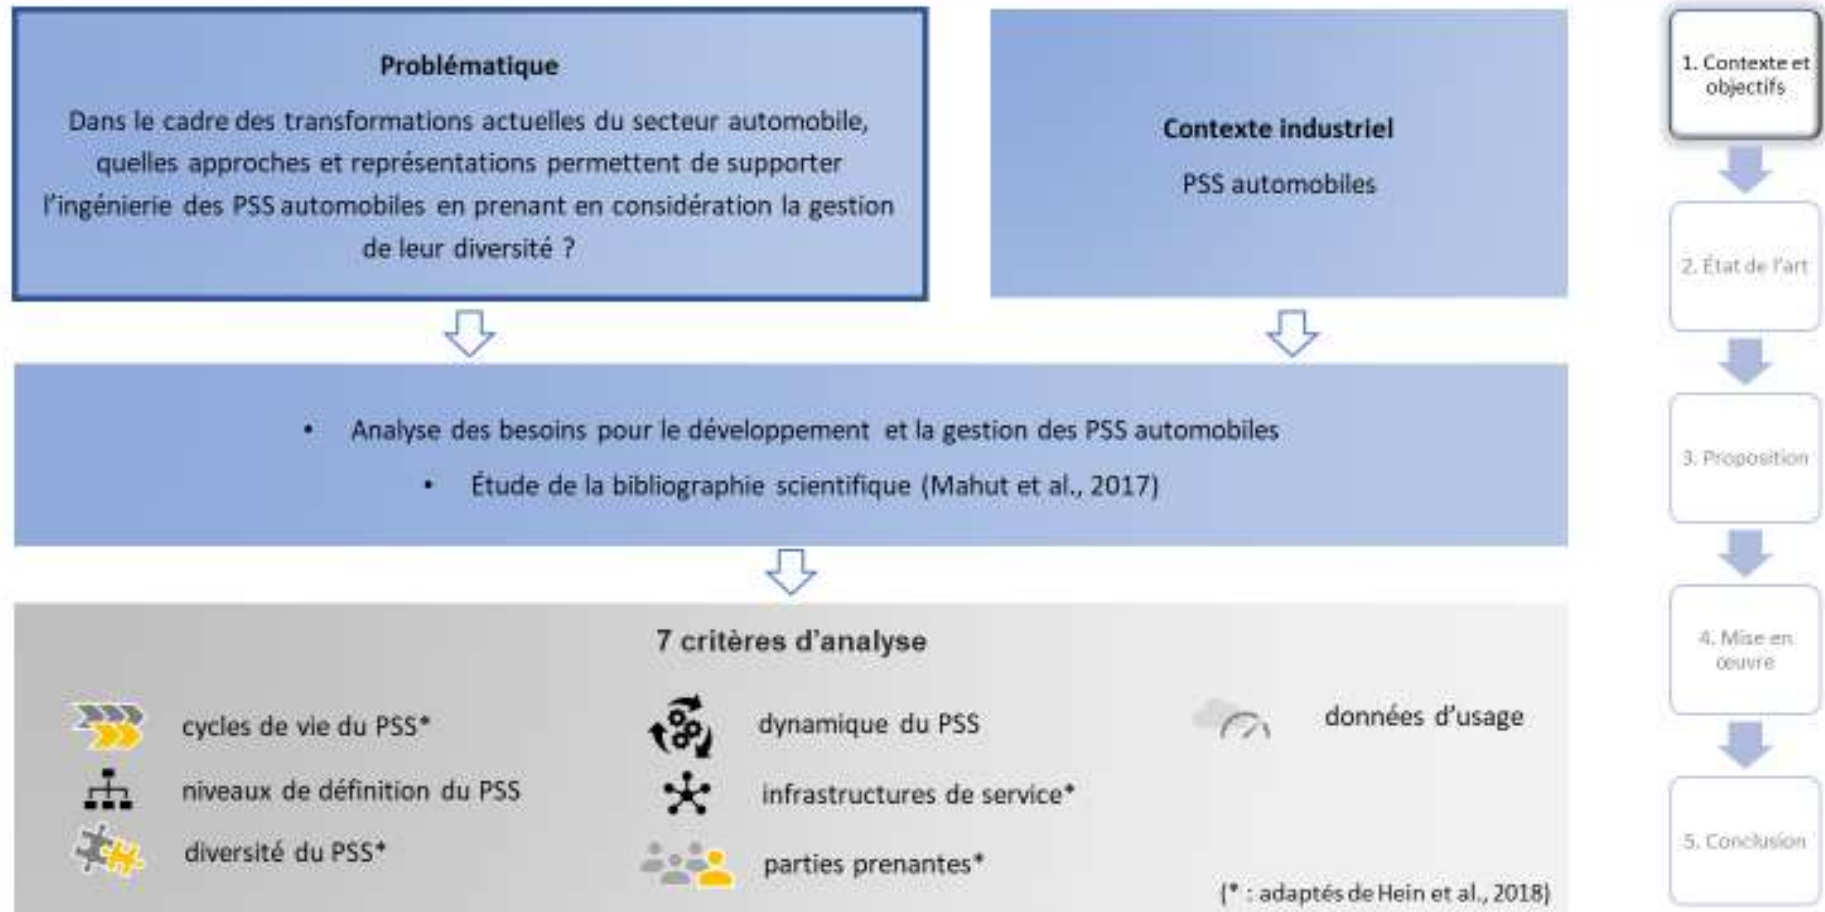 Problématique
Dans le cadre des transformations actuelles du secteur automobile,
quelles approches et représentations permettent de supporter
l'ingénierie des PSS automobiles en prenant en considération la gestion
de leur diversité ?
Contexte industriel
PSS automobiles
• Analyse des besoins pour le développement et la gestion des PSS automobiles
• Étude de la bibliographie scientifique (Mahut et al., 2017)
7 critères d'analyse
cycles de vie du PSS*
niveaux de définition du PSS
diversité du PSS*
dynamique du PSS
infrastructures de service*
parties prenantes*
données d'usage
(* : adaptés de Hein et al., 2018)
1. Contexte et
objectifs
2. État de l'art
3. Proposition
4. Mise en
œuvre
5. Conclusion